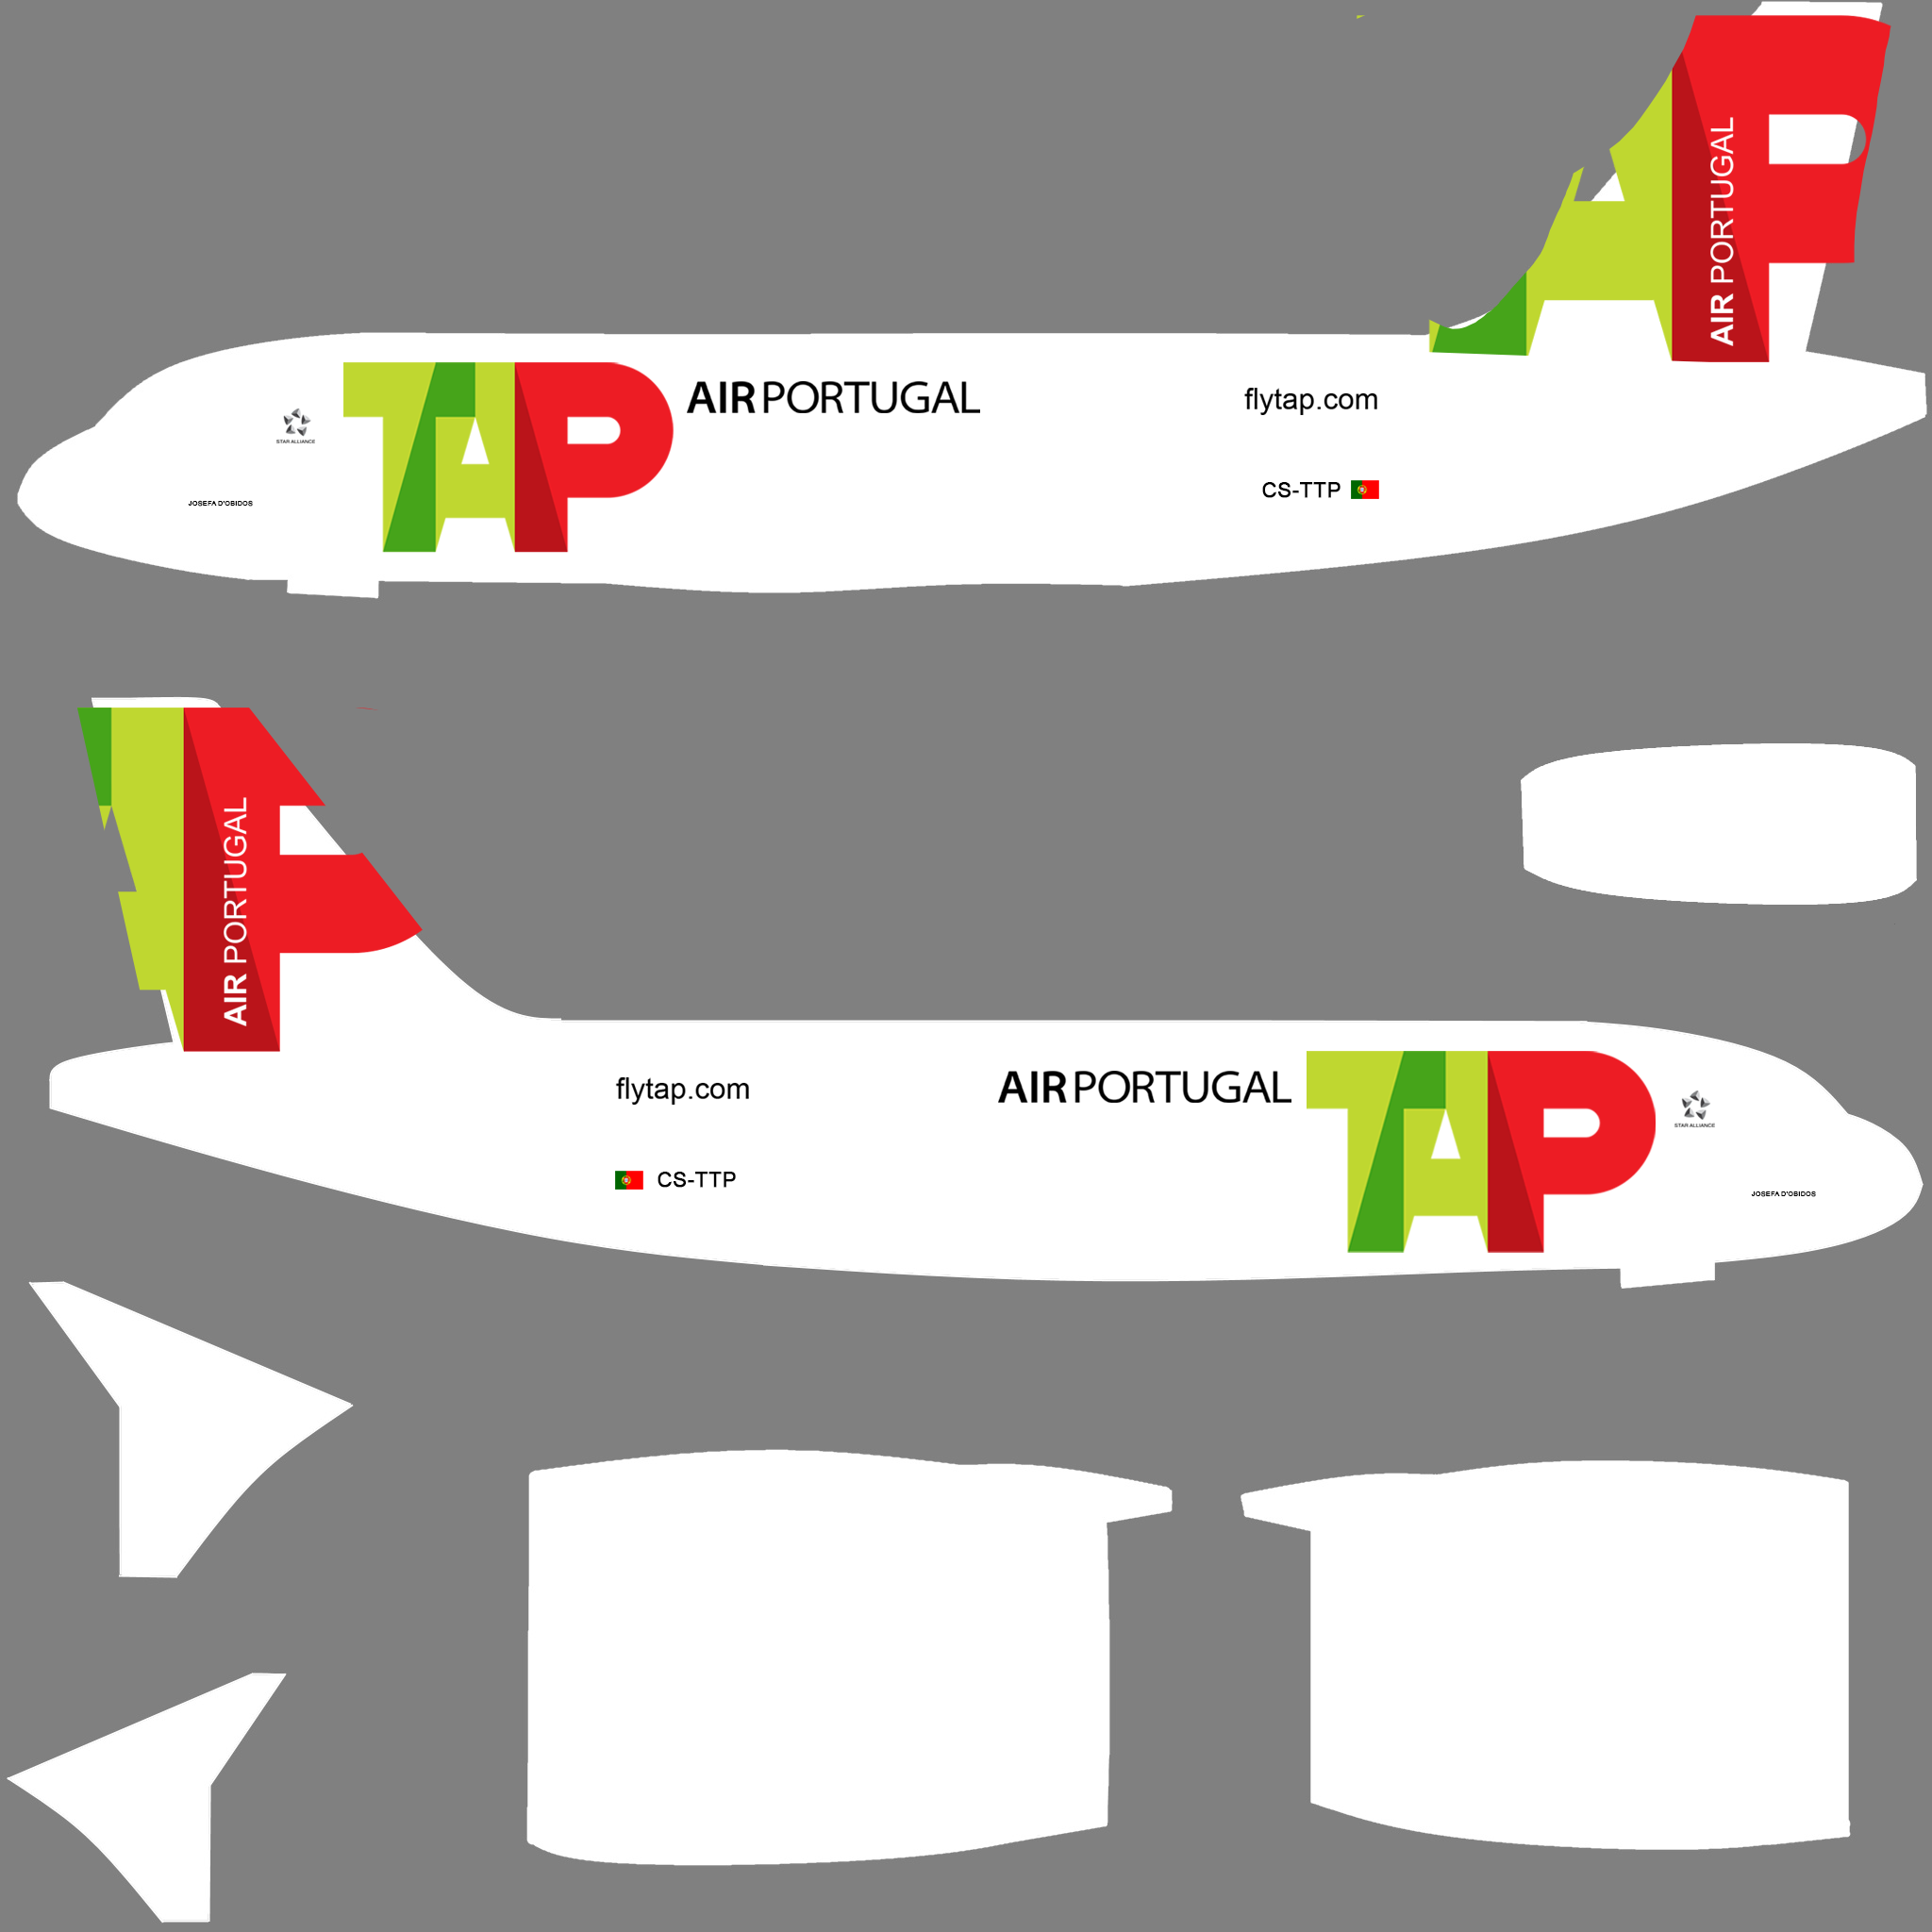 AIR PORTUGAL
TAP
AIR PORTUGAL
flytap.com
STAR ALLIANCE
CS-TTP
JOSEFA D'OBIDOS
AIR PORTUGAL
flytap.com
AIR PORTUGAL
TAP
STAR ALLIANCE
CS-TTP
JOSEFA D'OBIDOS